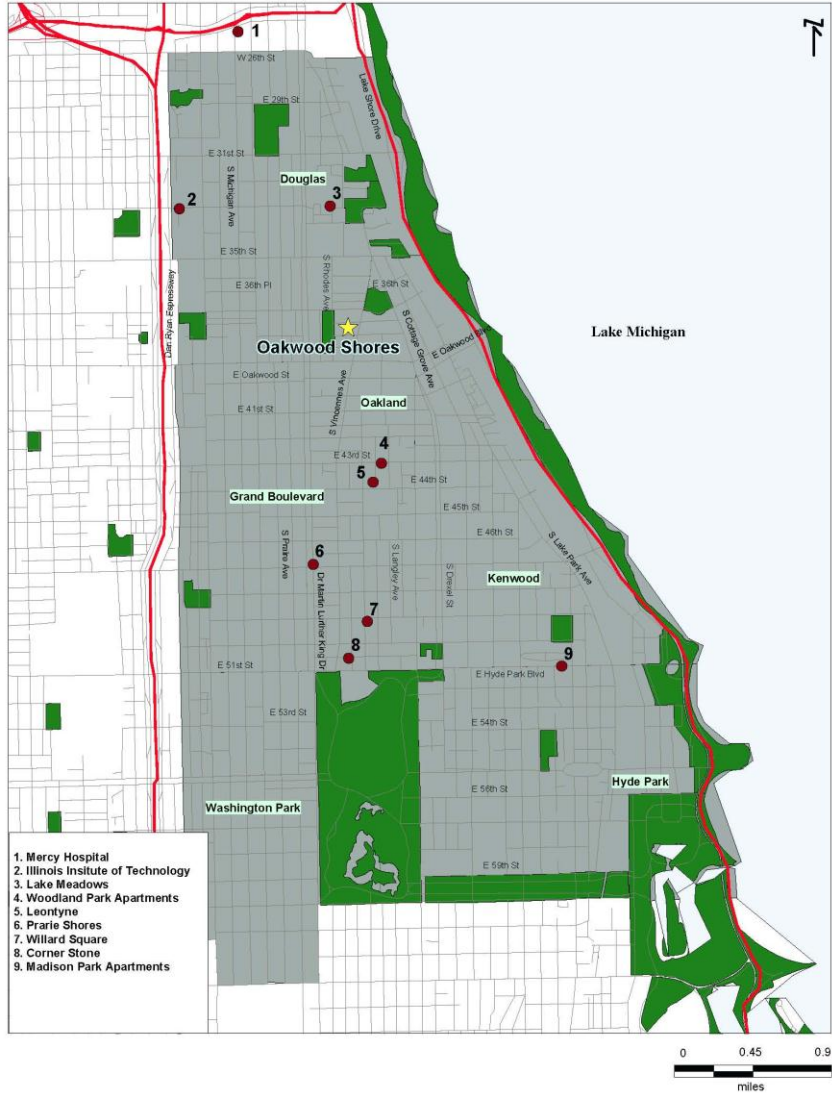 1
W 26th St
E 29th St
Lake Shore Drive
E 31st St
Douglas
S Michigan Ave
2
3
E 35th St
E 36th Pl
S Rhodes Ave
E 36th St
Dan Ryan Espressway
Oakwood Shores
S Cottage Grove Ave
E Oakwood Blvd
Lake Michigan
E Oakwood St
S Vincennes Ave
Oakland
E 41st St
4
E 43rd St
5
E 44th St
Grand Boulevard
E 45th St
E 46th St
S Prairie Ave
6
S Langley Ave
S Drexel St
S Lake Park Ave
Kenwood
Dr Martin Lurther King Dr
7
8
9
E 51st St
E Hyde Park Blvd
E 53rd St
E 54th St
E 56th St
Hyde Park
Washington Park
E 59th St
1. Mercy Hospital
2. Illinois Insitute of Technology
3. Lake Meadows
4. Woodland Park Apartments
5. Leontyne
6. Prarie Shores
7. Willard Square
8. Corner Stone
9. Madison Park Apartments
0 0.45 0.9
miles